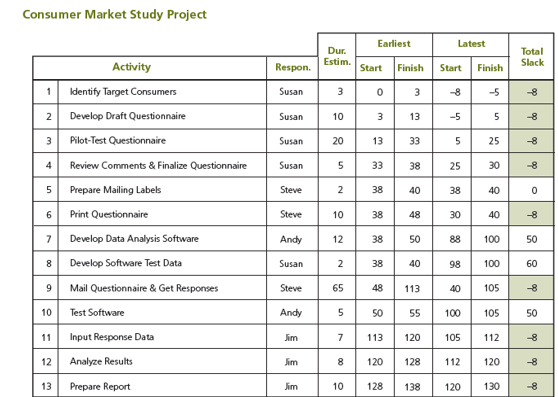 Consumer Market Study Project
Dur. Estim. Earliest Latest Total Slack
Activity Respon. Start Finish Start Finish
1 Identify Target Consumers Susan 3 0 3 –8 –5 –8
2 Develop Draft Questionnaire Susan 10 3 13 –5 5 –8
3 Pilot-Test Questionnaire Susan 20 13 33 5 25 –8
4 Review Comments & Finalize Questionnaire Susan 5 33 38 25 30 –8
5 Prepare Mailing Labels Steve 2 38 40 38 40 0
6 Print Questionnaire Steve 10 38 48 30 40 –8
7 Develop Data Analysis Software Andy 12 38 50 88 100 50
8 Develop Software Test Data Susan 2 38 40 98 100 60
9 Mail Questionnaire & Get Responses Steve 65 48 113 40 105 –8
10 Test Software Andy 5 50 55 100 105 50
11 Input Response Data Jim 7 113 120 105 112 –8
12 Analyze Results Jim 8 120 128 112 120 –8
13 Prepare Report Jim 10 128 138 120 130 –8